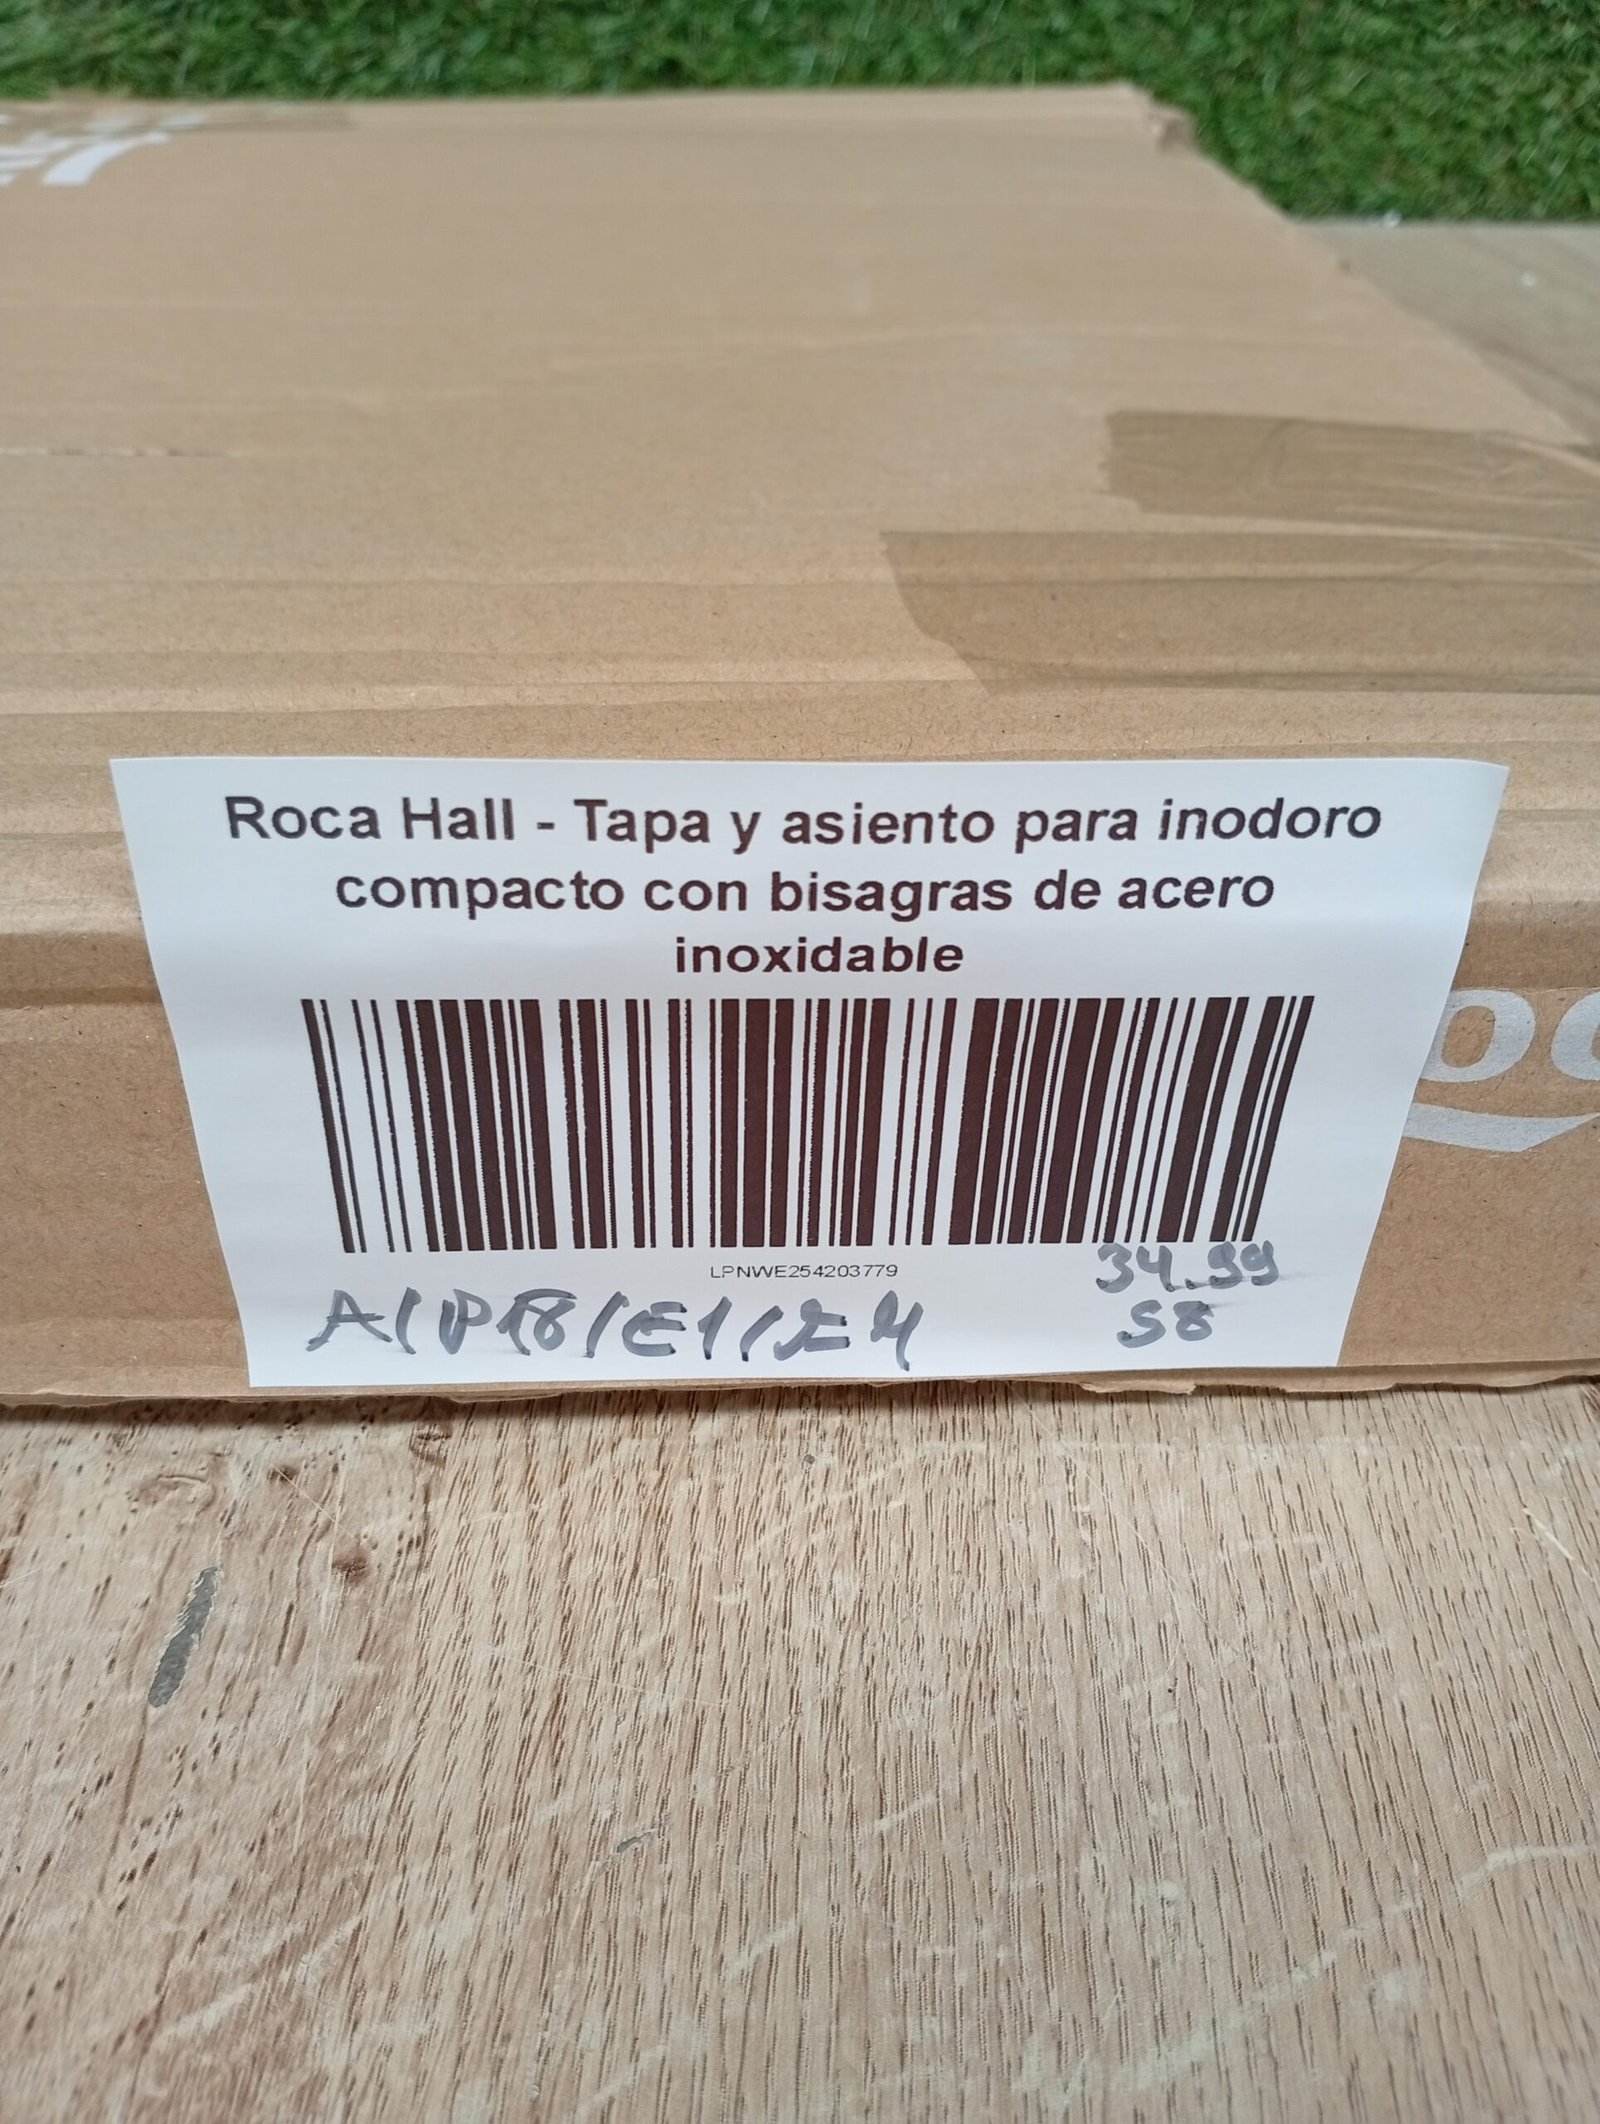 Roca Hall - Tapa y asiento para inodoro
compacto con bisagras de acero
inoxidable
LPNWE254203779
34.99
58